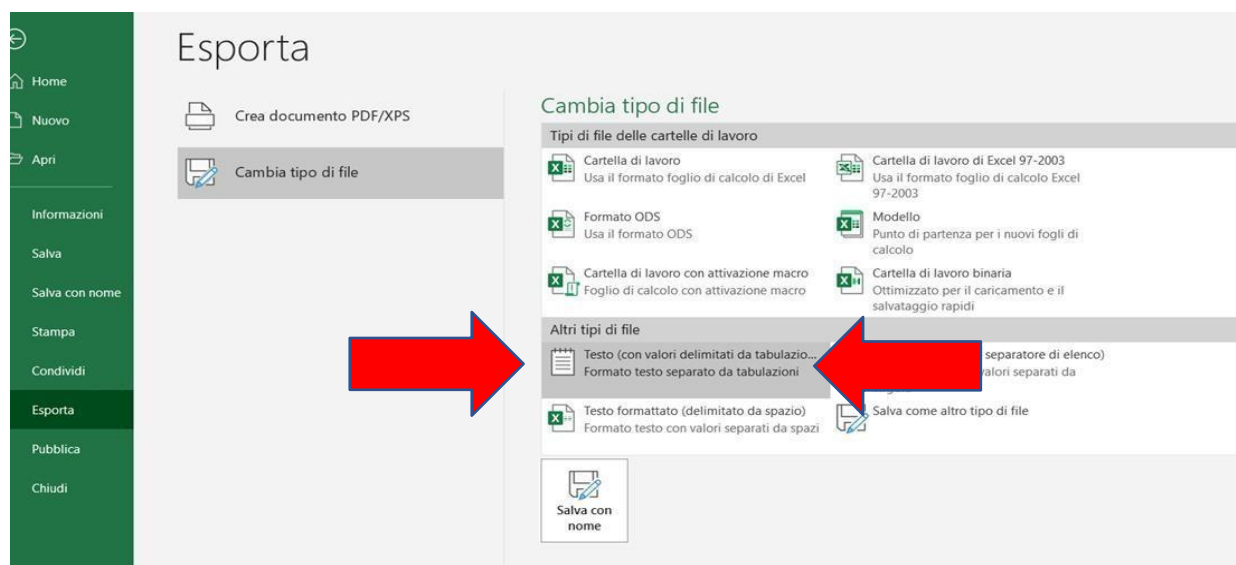 Esporta
Home
Nuovo
Apri
Informazioni
Salva
Salva con nome
Stampa
Condividi
Esporta
Pubblica
Chiudi
Crea documento PDF/XPS
Cambia tipo di file
Cambia tipo di file
Tipi di file delle cartelle di lavoro
Cartella di lavoro
Usa il formato foglio di calcolo di Excel
Cartella di lavoro di Excel 97-2003
Usa il formato foglio di calcolo Excel
97-2003
Formato ODS
Usa il formato ODS
Modello
Punto di partenza per i nuovi fogli di
calcolo
Cartella di lavoro con attivazione macro
Foglio di calcolo con attivazione macro
Cartella di lavoro binaria
Ottimizzato per il caricamento e il
salvataggio rapidi
Altri tipi di file
Testo (con valori delimitati da tabulazio...
Formato testo separato da tabulazioni
separatore di elenco)
valori separati da
Testo formattato (delimitato da spazio)
Formato testo con valori separati da spazi
Salva come altro tipo di file
Salva con
nome